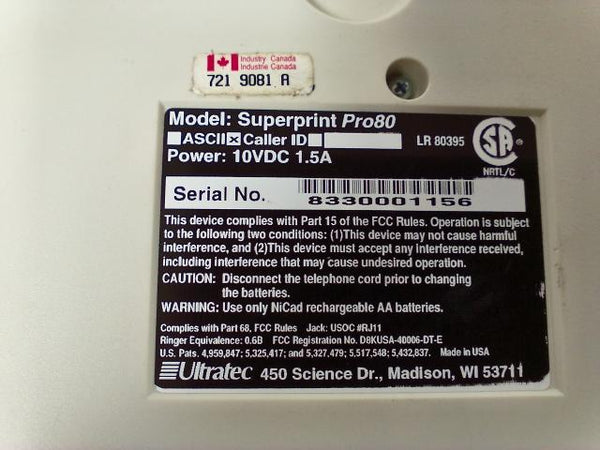 Industry Canada
Industrie Canada
721 9081 A
Model: Superprint Pro80
ASCII Caller ID
LR 80395
Power: 10VDC 1.5A
NRTL/C
Serial No.
8330001156
This device complies with Part 15 of the FCC Rules. Operation is subject
to the following two conditions: (1)This device may not cause harmful
interference, and (2)This device must accept any interference received,
including interference that may cause undesired operation.
CAUTION: Disconnect the telephone cord prior to changing
the batteries.
WARNING: Use only NiCad rechargeable AA batteries.
Complies with Part 68, FCC Rules Jack: USOC #RJ11
Ringer Equivalence: 0.6B FCC Registration No. D8KUSA-40006-DT-E
U.S. Pats. 4,959,847; 5,325,417; and 5,327,479; 5,517,548; 5,432,837. Made in USA
Ultratec 450 Science Dr., Madison, WI 53711